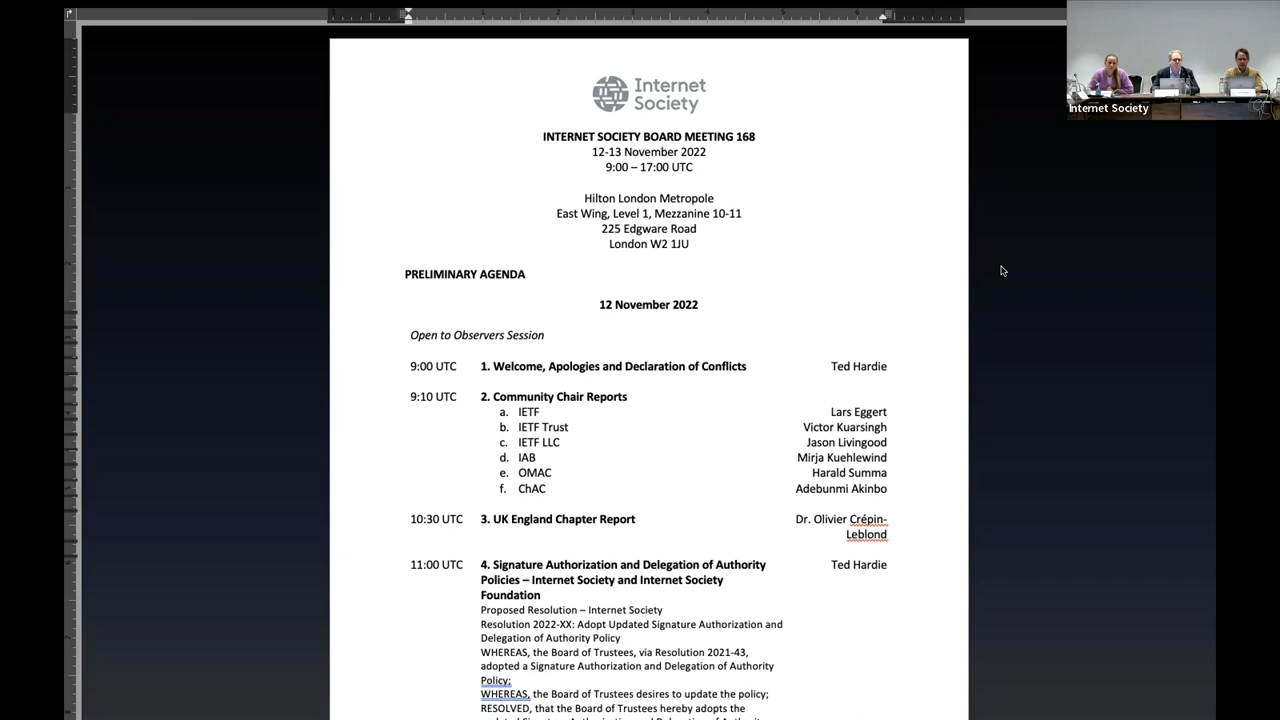 Internet
Society
Internet Society
INTERNET SOCIETY BOARD MEETING 168
12-13 November 2022
9:00 – 17:00 UTC
Hilton London Metropole
East Wing, Level 1, Mezzanine 10-11
225 Edgware Road
London W2 1JU
PRELIMINARY AGENDA
12 November 2022
Open to Observers Session
9:00 UTC 1. Welcome, Apologies and Declaration of Conflicts Ted Hardie
9:10 UTC 2. Community Chair Reports
a. IETF Lars Eggert
b. IETF Trust Victor Kuarsingh
c. IETF LLC Jason Livingood
d. IAB Mirja Kuehlewind
e. OMAC Harald Summa
f. ChAC Adebunmi Akinbo
10:30 UTC 3. UK England Chapter Report Dr. Olivier Crépin-
Leblond
11:00 UTC 4. Signature Authorization and Delegation of Authority Ted Hardie
Policies – Internet Society and Internet Society
Foundation
Proposed Resolution – Internet Society
Resolution 2022-XX: Adopt Updated Signature Authorization and
Delegation of Authority Policy
WHEREAS, the Board of Trustees, via Resolution 2021-43,
adopted a Signature Authorization and Delegation of Authority
Policy;
WHEREAS, the Board of Trustees desires to update the policy;
RESOLVED, that the Board of Trustees hereby adopts the